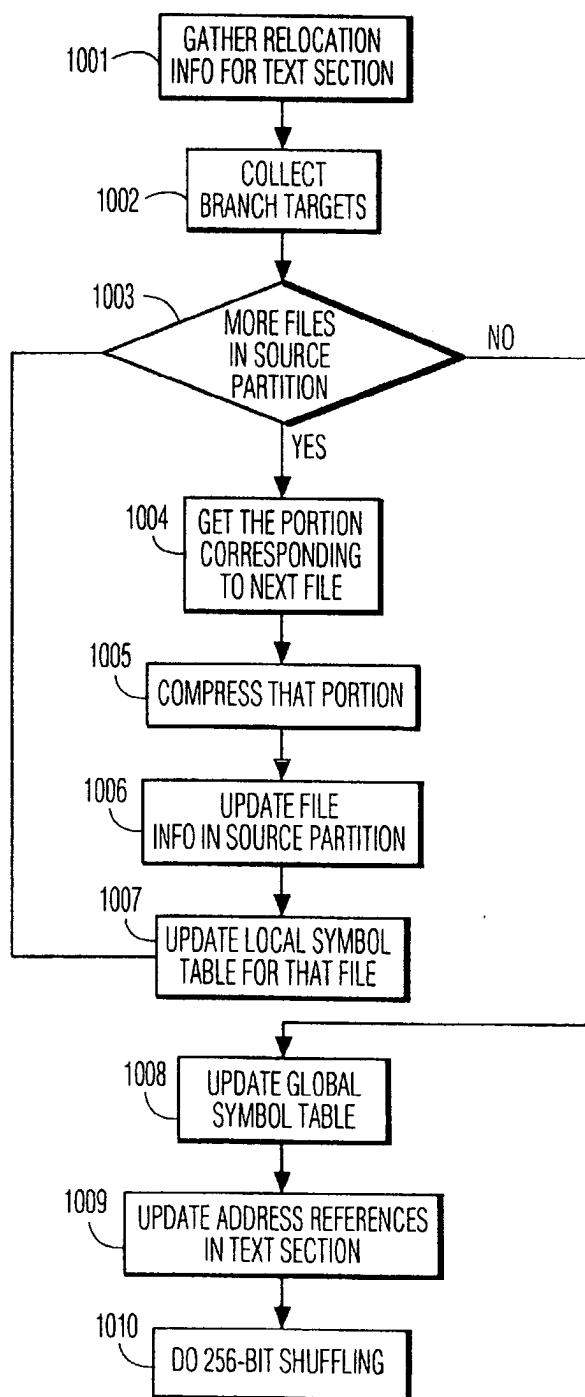 1001
GATHER RELOCATION
INFO FOR TEXT SECTION
1002
COLLECT
BRANCH TARGETS
1003
MORE FILES
IN SOURCE
PARTITION
NO
YES
1004
GET THE PORTION
CORRESPONDING
TO NEXT FILE
1005
COMPRESS THAT PORTION
1006
UPDATE FILE
INFO IN SOURCE PARTITION
1007
UPDATE LOCAL SYMBOL
TABLE FOR THAT FILE
1008
UPDATE GLOBAL
SYMBOL TABLE
1009
UPDATE ADDRESS REFERENCES
IN TEXT SECTION
1010
DO 256-BIT SHUFFLING